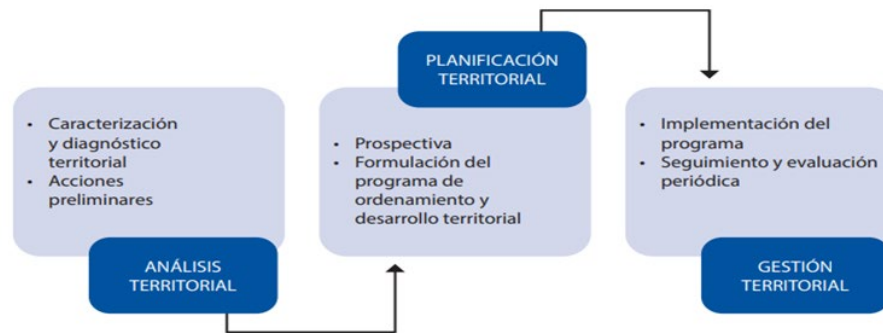 PLANIFICACIÓN
TERRITORIAL
• Caracterización
y diagnóstico
territorial
• Acciones
preliminares
ANÁLISIS
TERRITORIAL
• Prospectiva
• Formulación del
programa de
ordenamiento y
desarrollo territorial
• Implementación del
programa
• Seguimiento y evaluación
periódica
GESTIÓN
TERRITORIAL